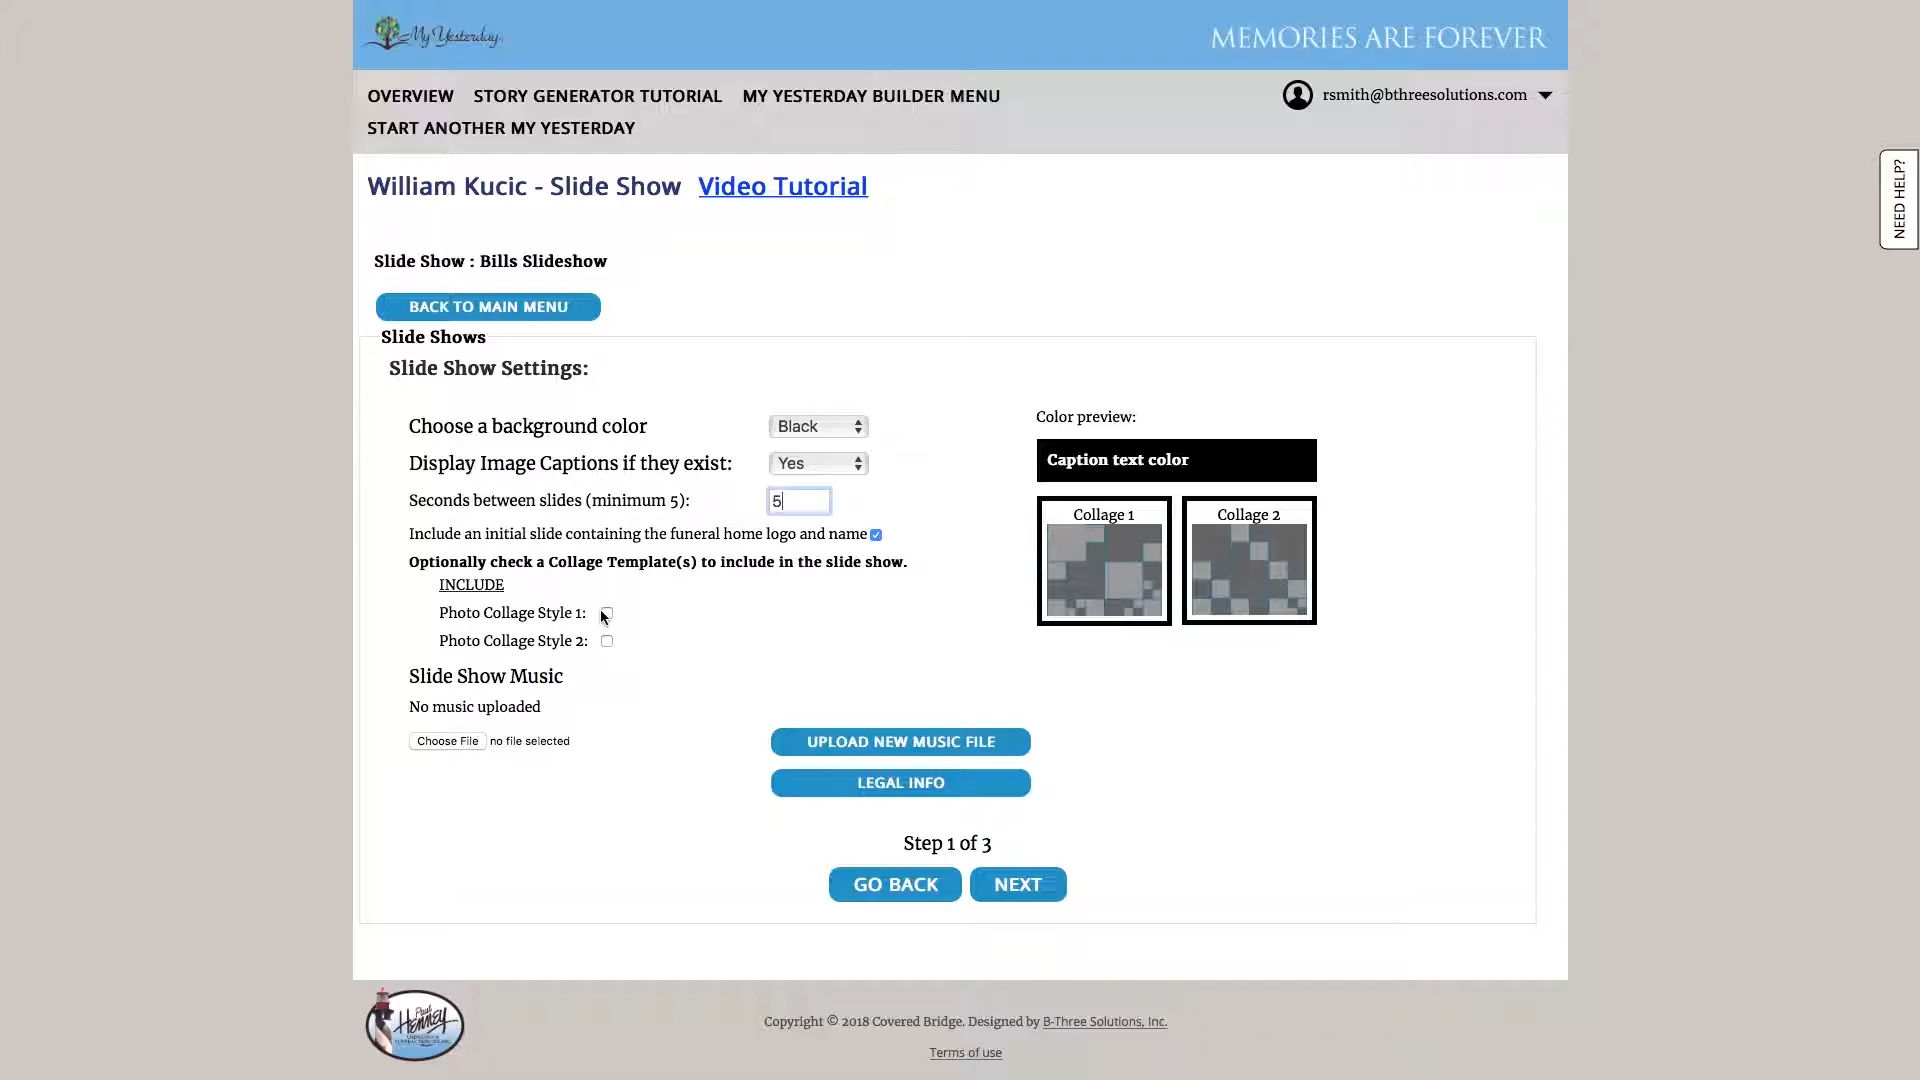 My Yesterday
MEMORIES ARE FOREVER
OVERVIEW STORY GENERATOR TUTORIAL MY YESTERDAY BUILDER MENU
rsmith@bthreesolutions.com
START ANOTHER MY YESTERDAY
NEED HELP?
William Kucic - Slide Show Video Tutorial
Slide Show : Bills Slideshow
BACK TO MAIN MENU
Slide Shows
Slide Show Settings:
Choose a background color Black
Display Image Captions if they exist: Yes
Seconds between slides (minimum 5): 5
Include an initial slide containing the funeral home logo and name
Optionally check a Collage Template(s) to include in the slide show.
INCLUDE
Photo Collage Style 1:
Photo Collage Style 2:
Color preview:
Caption text color
Collage 1 Collage 2
Slide Show Music
No music uploaded
Choose File no file selected
UPLOAD NEW MUSIC FILE
LEGAL INFO
Step 1 of 3
GO BACK NEXT
Paul
Henney
Copyright © 2018 Covered Bridge. Designed by B-Three Solutions, Inc.
Terms of use